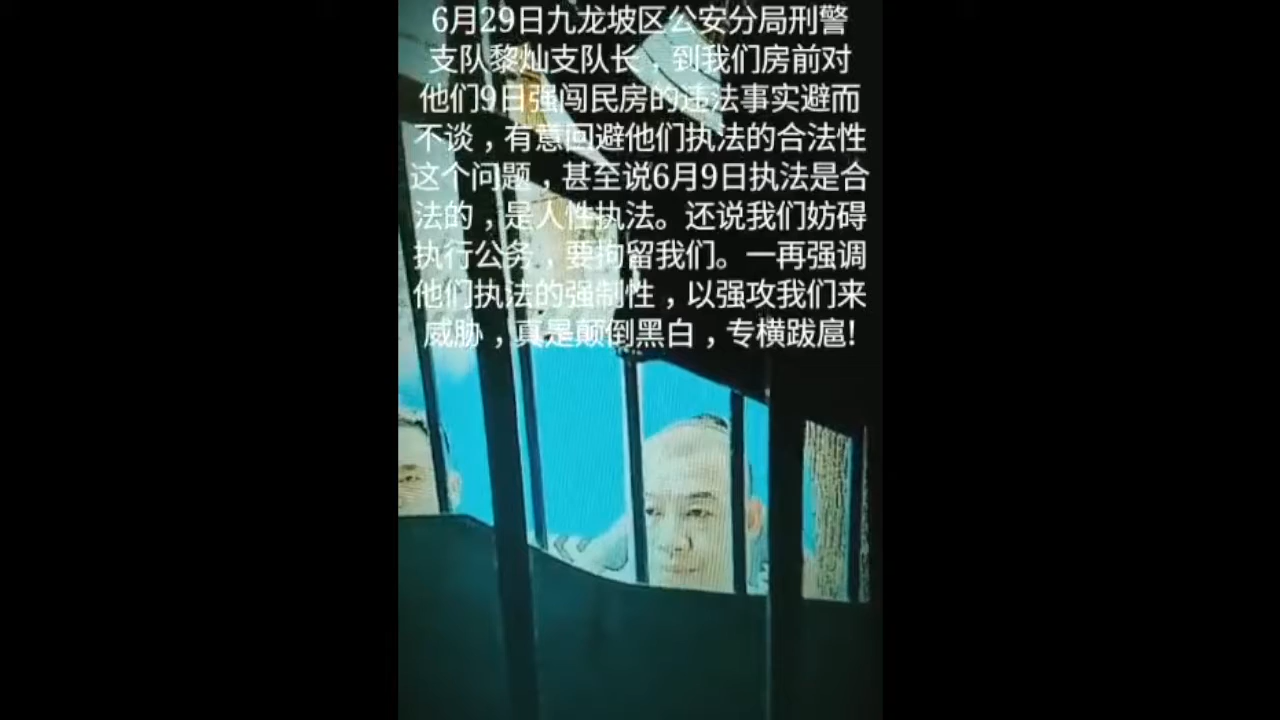 6月29日九龙坡区公安分局刑警
支队黎灿支队长，到我们房前对
他们9日强闯民房的违法事实避而
不谈，有意回避他们执法的合法性
这个问题，甚至说6月9日执法是合
法的，是人性执法。还说我们妨碍
执行公务，要拘留我们。一再强调
他们执法的强制性，以强攻我们来
威胁，真是颠倒黑白，专横跋扈!